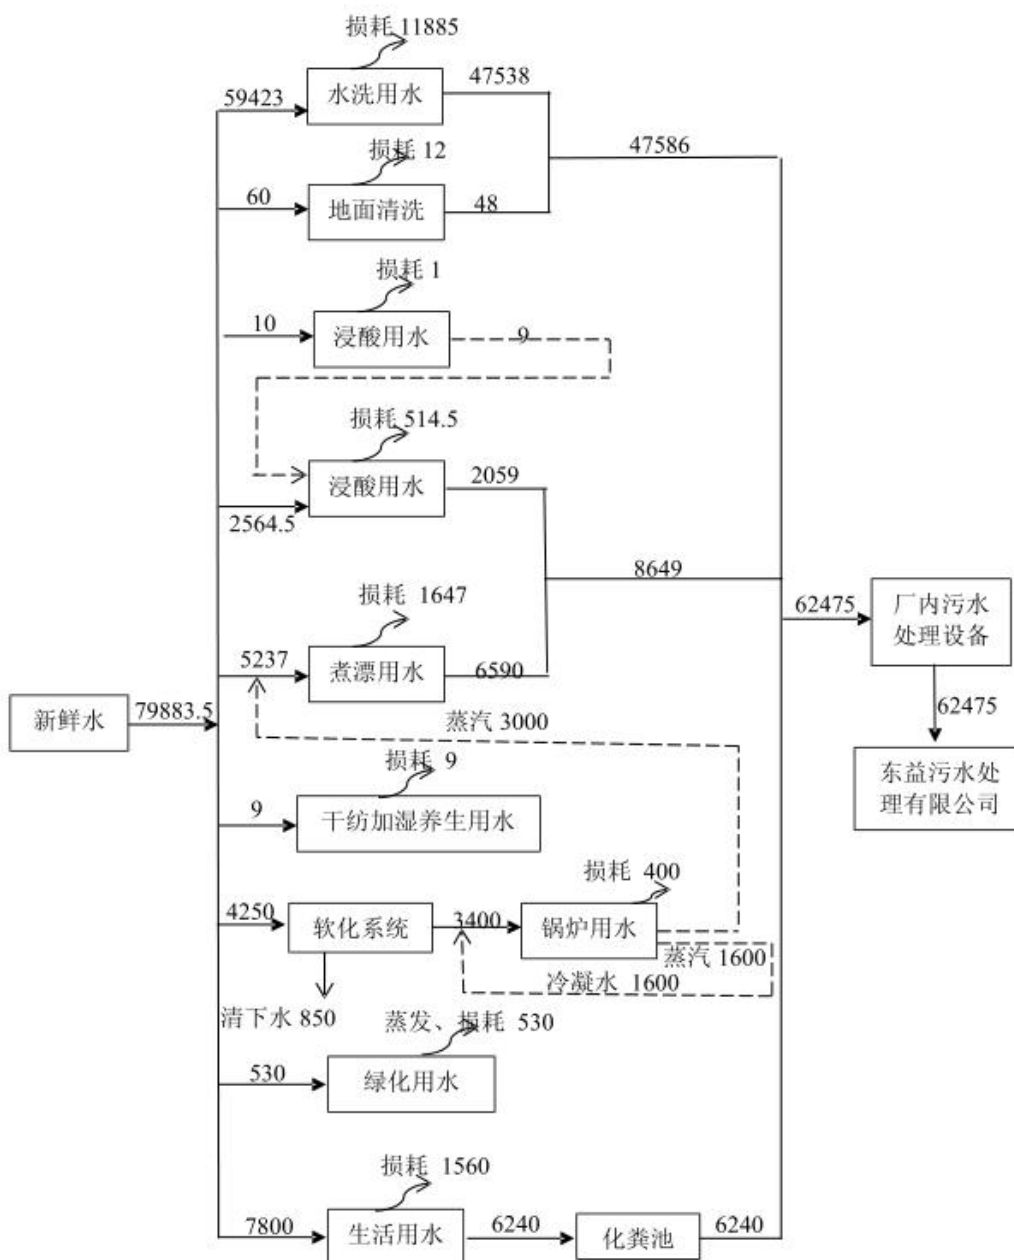 损耗 11885
59423
水洗用水
47538
47586
损耗 12
60
地面清洗
48
损耗 1
10
浸酸用水
9
损耗 514.5
浸酸用水
2059
2564.5
8649
损耗 1647
5237
煮漂用水
6590
62475
厂内污水
处理设备
62475
东益污水处
理有限公司
新鲜水
79883.5
蒸汽 3000
损耗 9
9
干纺加湿养生用水
损耗 400
4250
软化系统
3400
锅炉用水
蒸汽 1600
冷凝水 1600
清下水 850
蒸发、损耗 530
530
绿化用水
损耗 1560
7800
生活用水
6240
化粪池
6240